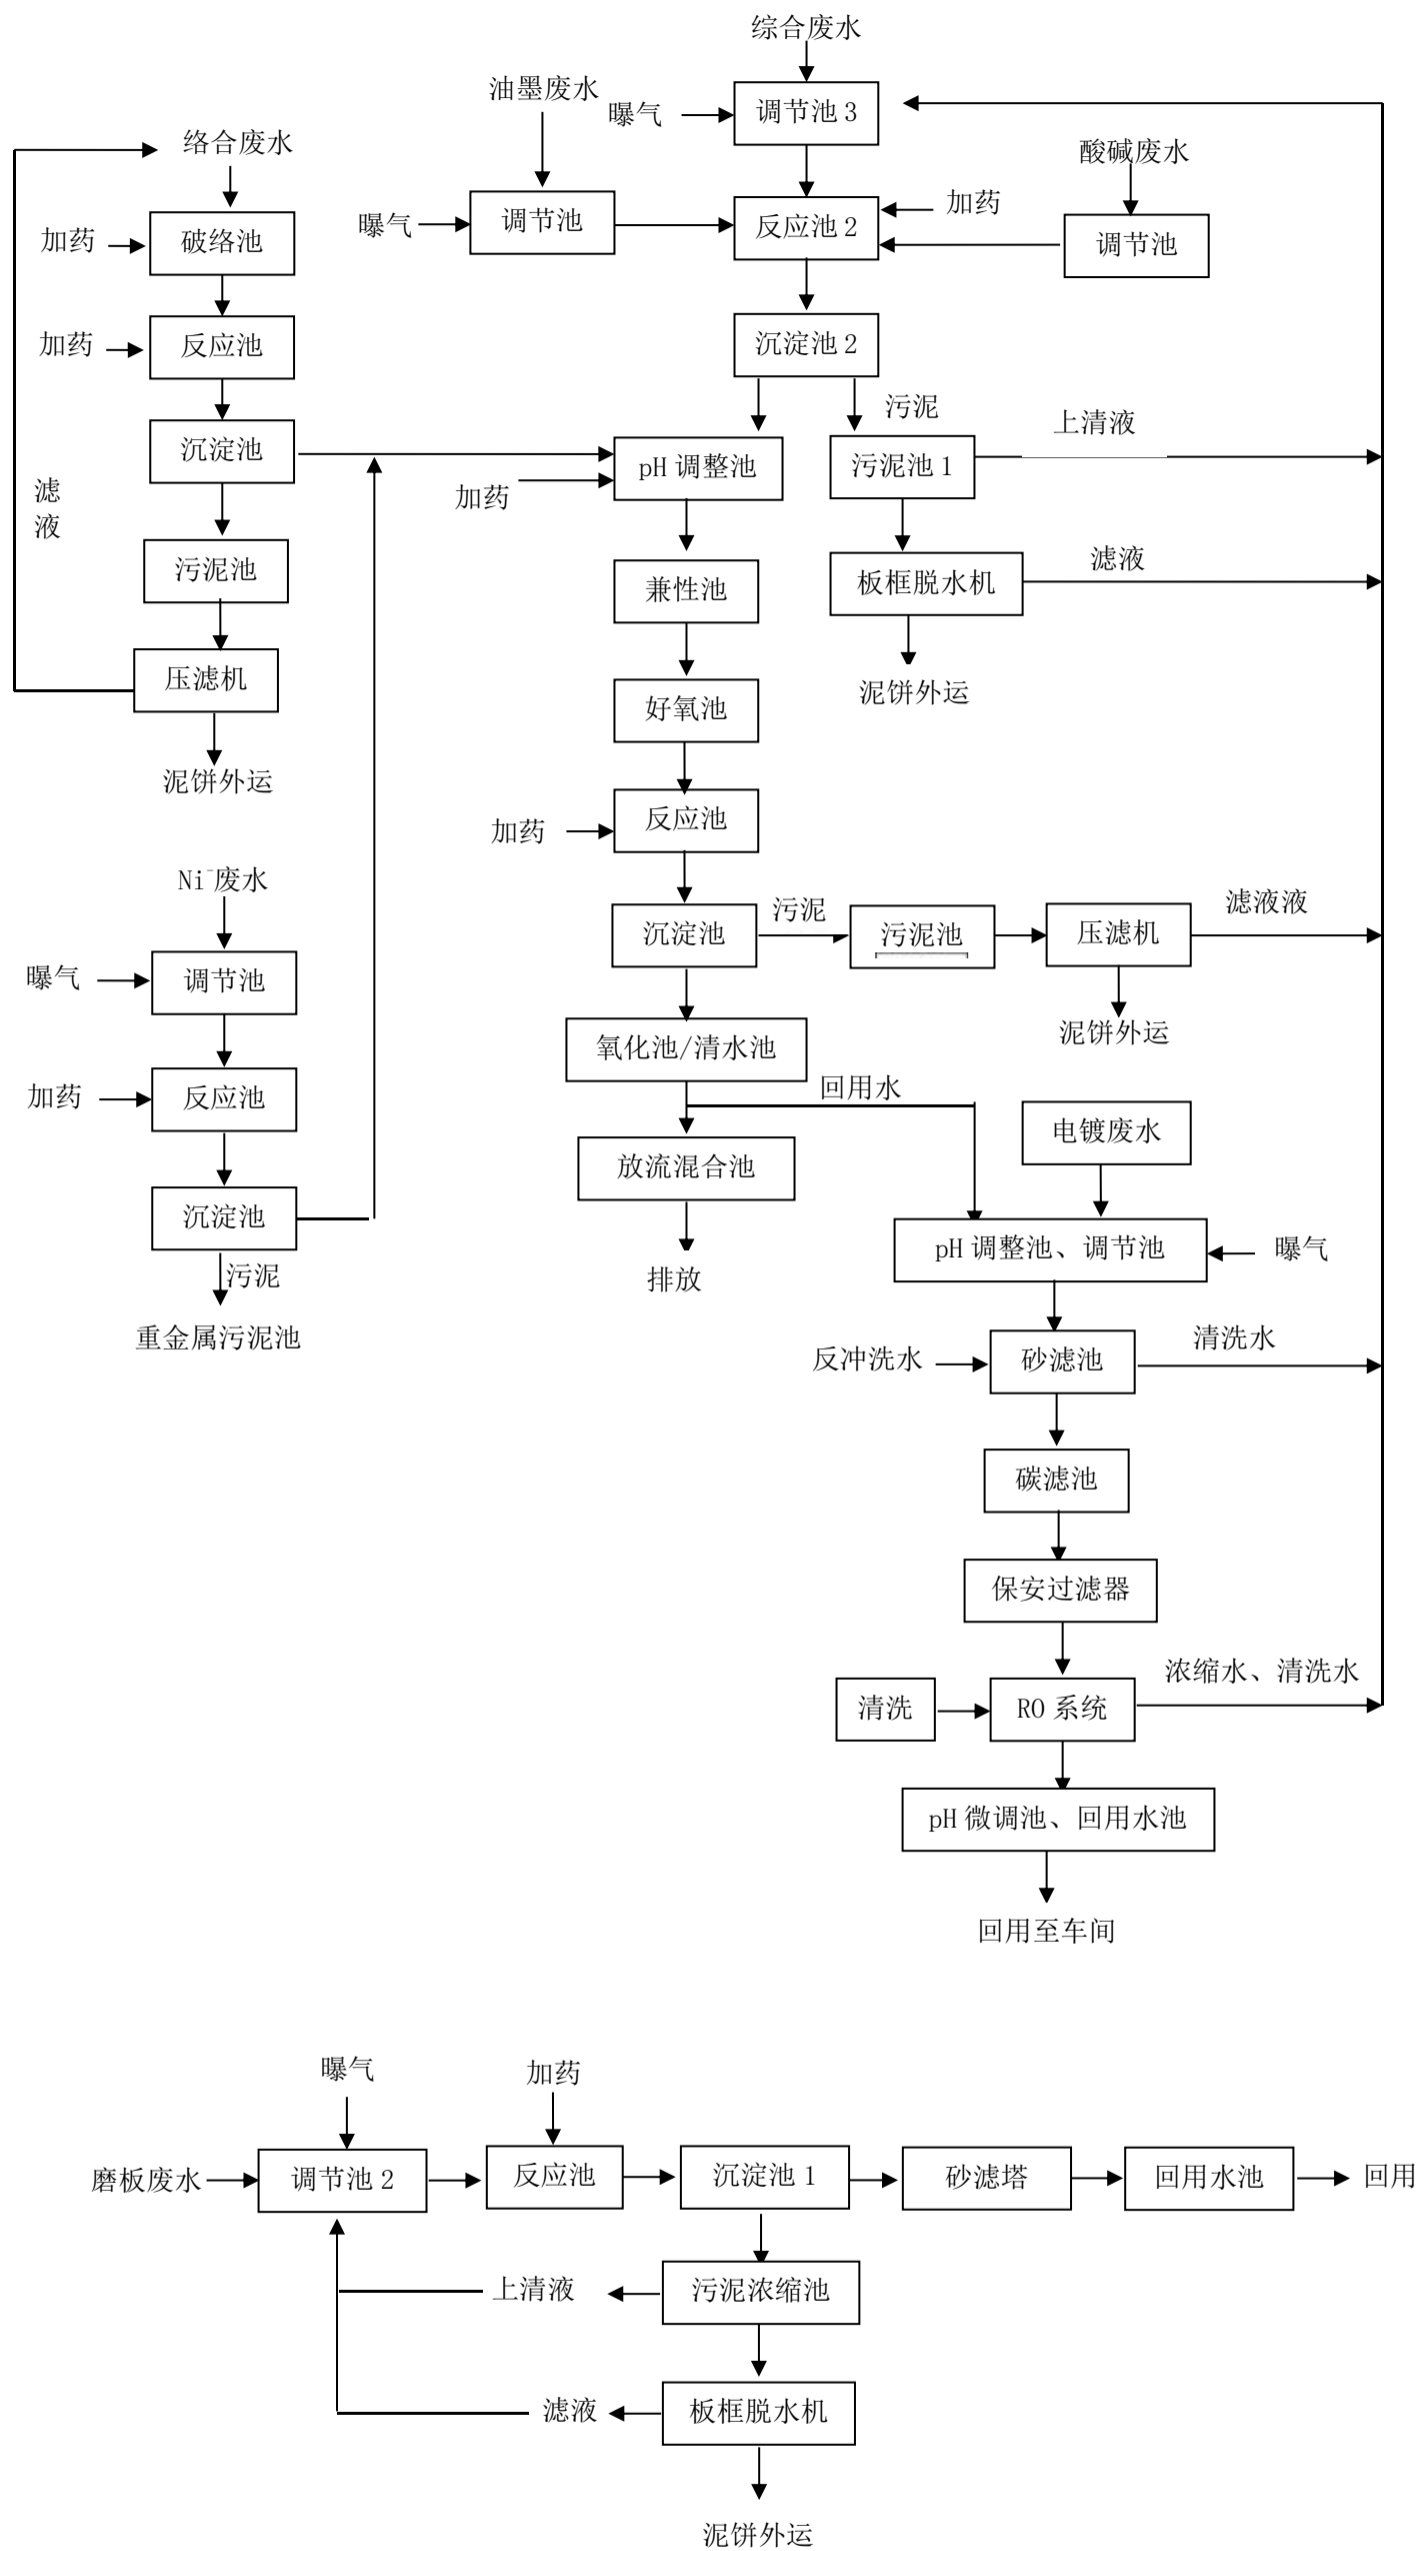 综合废水
油墨废水
曝气
调节池3
络合废水
酸碱废水
加药
破络池
曝气
调节池
反应池2
加药
调节池
加药
反应池
沉淀池2
沉淀池
污泥
上清液
pH 调整池
污泥池1
加药
滤
液
污泥池
兼性池
板框脱水机
滤液
压滤机
好氧池
泥饼外运
泥饼外运
加药
反应池
Ni 废水
沉淀池
污泥
污泥池
压滤机
滤液液
曝气
调节池
泥饼外运
氧化池/清水池
回用水
加药
反应池
电镀废水
放流混合池
沉淀池
pH 调整池、调节池
曝气
污泥
排放
重金属污泥池
反冲洗水
砂滤池
清洗水
碳滤池
保安过滤器
浓缩水、清洗水
清洗
RO 系统
pH 微调池、回用水池
回用至车间
曝气
加药
磨板废水
调节池2
反应池
沉淀池1
砂滤塔
回用水池
回用
上清液
污泥浓缩池
滤液
板框脱水机
泥饼外运